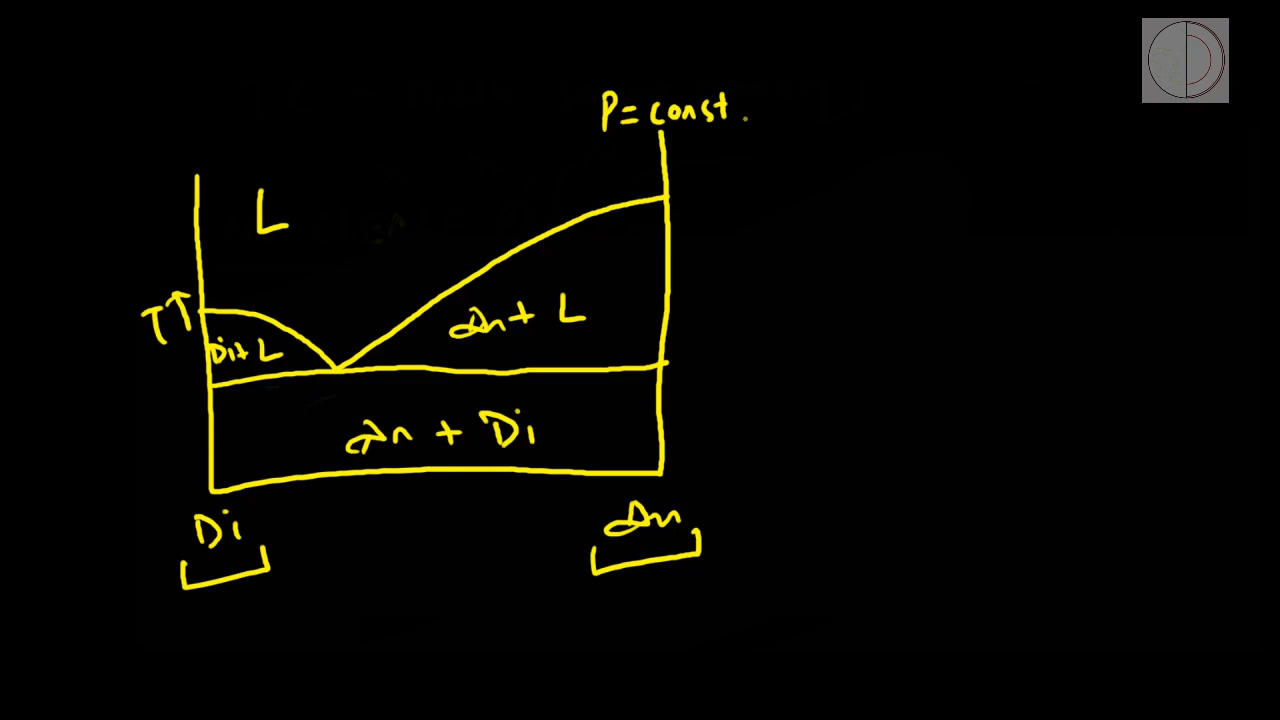 P = const.
L
T↑
An + L
Di + L
An + Di
Di
An